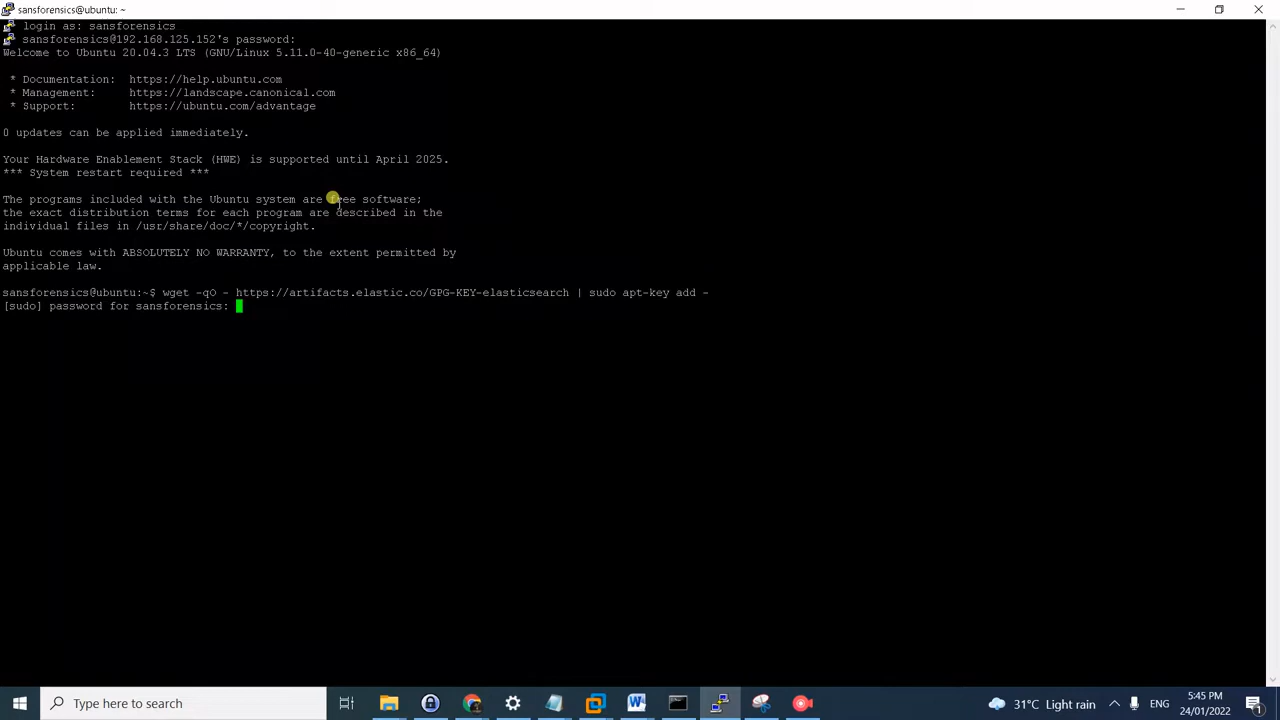 sansforensics@ubuntu: ~
login as: sansforensics
sansforensics@192.168.125.152's password:
Welcome to Ubuntu 20.04.3 LTS (GNU/Linux 5.11.0-40-generic x86_64)
* Documentation: https://help.ubuntu.com
* Management: https://landscape.canonical.com
* Support: https://ubuntu.com/advantage
0 updates can be applied immediately.
Your Hardware Enablement Stack (HWE) is supported until April 2025.
*** System restart required ***
The programs included with the Ubuntu system are free software;
the exact distribution terms for each program are described in the
individual files in /usr/share/doc/*/copyright.
Ubuntu comes with ABSOLUTELY NO WARRANTY, to the extent permitted by
applicable law.
sansforensics@ubuntu:~$ wget -qO - https://artifacts.elastic.co/GPG-KEY-elasticsearch | sudo apt-key add -
[sudo] password for sansforensics:
Type here to search
31°C Light rain
ENG
5:45 PM
24/01/2022
1